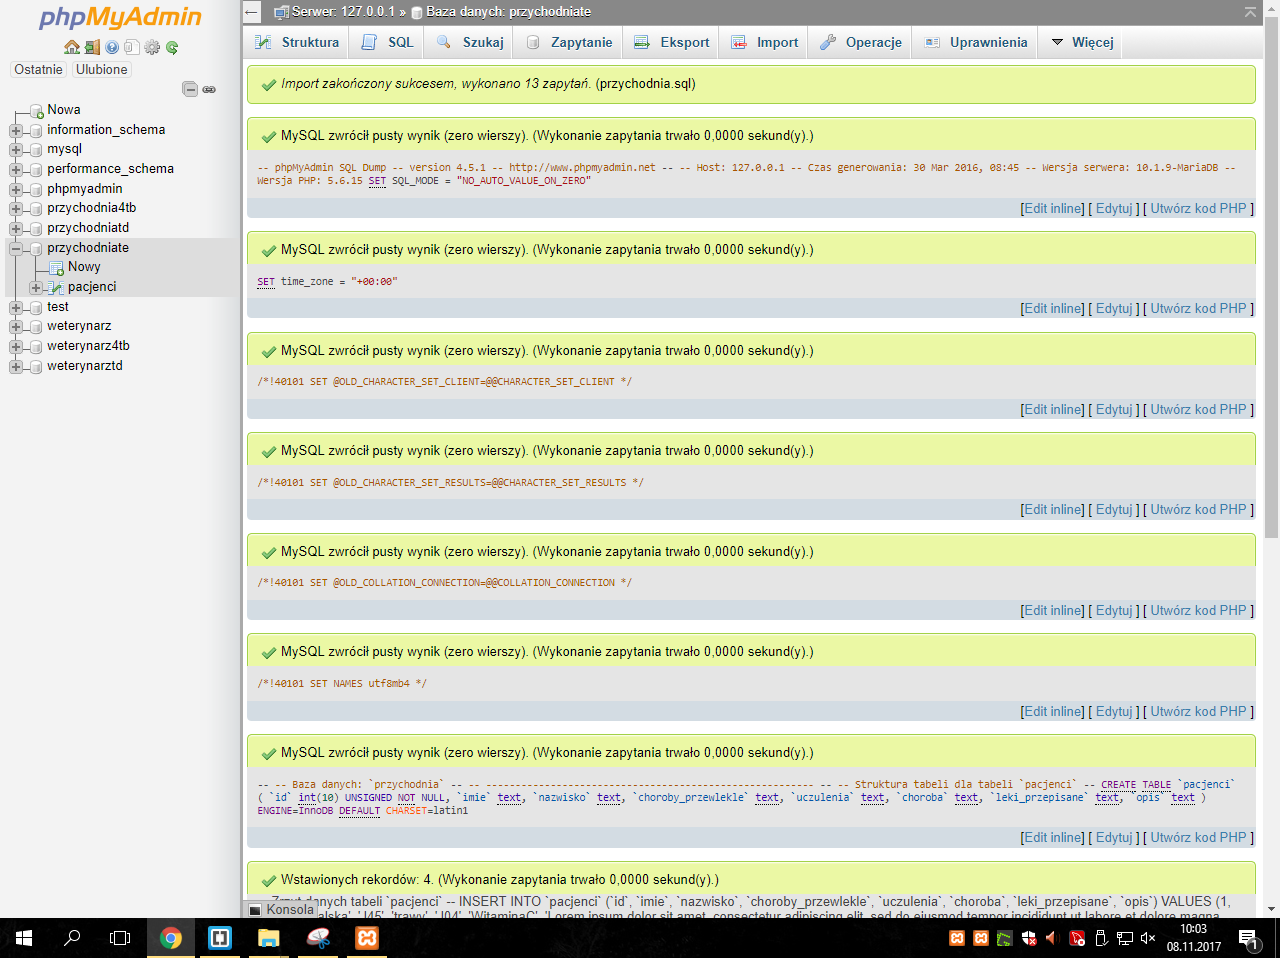 phpMyAdmin
Ostatnie Ulubione
Nowa
information_schema
mysql
performance_schema
phpmyadmin
przychodnia4tb
przychodniatd
przychodniate
Nowy
pacjenci
test
weterynarz
weterynarz4tb
weterynarztd
Serwer: 127.0.0.1 » Baza danych: przychodniate
Struktura SQL Szukaj Zapytanie Eksport Import Operacje Uprawnienia Więcej
Import zakończony sukcesem, wykonano 13 zapytań. (przychodnia.sql)
MySQL zwrócił pusty wynik (zero wierszy). (Wykonanie zapytania trwało 0,0000 sekund(y).)
-- phpMyAdmin SQL Dump -- version 4.5.1 -- http://www.phpmyadmin.net -- -- Host: 127.0.0.1 -- Czas generowania: 30 Mar 2016, 08:45 -- Wersja serwera: 10.1.9-MariaDB --
Wersja PHP: 5.6.15 SET SQL_MODE = "NO_AUTO_VALUE_ON_ZERO"
[Edit inline] [ Edytuj ] [ Utwórz kod PHP ]
MySQL zwrócił pusty wynik (zero wierszy). (Wykonanie zapytania trwało 0,0000 sekund(y).)
SET time_zone = "+00:00"
[Edit inline] [ Edytuj ] [ Utwórz kod PHP ]
MySQL zwrócił pusty wynik (zero wierszy). (Wykonanie zapytania trwało 0,0000 sekund(y).)
/*!40101 SET @OLD_CHARACTER_SET_CLIENT=@@CHARACTER_SET_CLIENT */
[Edit inline] [ Edytuj ] [ Utwórz kod PHP ]
MySQL zwrócił pusty wynik (zero wierszy). (Wykonanie zapytania trwało 0,0000 sekund(y).)
/*!40101 SET @OLD_CHARACTER_SET_RESULTS=@@CHARACTER_SET_RESULTS */
[Edit inline] [ Edytuj ] [ Utwórz kod PHP ]
MySQL zwrócił pusty wynik (zero wierszy). (Wykonanie zapytania trwało 0,0000 sekund(y).)
/*!40101 SET @OLD_COLLATION_CONNECTION=@@COLLATION_CONNECTION */
[Edit inline] [ Edytuj ] [ Utwórz kod PHP ]
MySQL zwrócił pusty wynik (zero wierszy). (Wykonanie zapytania trwało 0,0000 sekund(y).)
/*!40101 SET NAMES utf8mb4 */
[Edit inline] [ Edytuj ] [ Utwórz kod PHP ]
MySQL zwrócił pusty wynik (zero wierszy). (Wykonanie zapytania trwało 0,0000 sekund(y).)
-- -- Baza danych: `przychodnia` -- -- -------------------------------------------------------- -- -- Struktura tabeli dla tabeli `pacjenci` -- CREATE TABLE `pacjenci`
( `id` int(10) UNSIGNED NOT NULL, `imie` text, `nazwisko` text, `choroby_przewlekle` text, `uczulenia` text, `choroba` text, `leki_przepisane` text, `opis` text )
ENGINE=InnoDB DEFAULT CHARSET=latin1
[Edit inline] [ Edytuj ] [ Utwórz kod PHP ]
Wstawionych rekordów: 4. (Wykonanie zapytania trwało 0,0000 sekund(y).)
Zrzut danych tabeli `pacjenci` -- INSERT INTO `pacjenci` (`id`, `imie`, `nazwisko`, `choroby_przewlekle`, `uczulenia`, `choroba`, `leki_przepisane`, `opis`) VALUES (1,
Konsola
'J45', 'trawy', 'J04', 'WitaminaC', 'Lorem ipsum dolor sit amet, consectetur adipiscing elit, sed do eiusmod tempor incididunt ut labore et dolore magna
10:03
08.11.2017
1